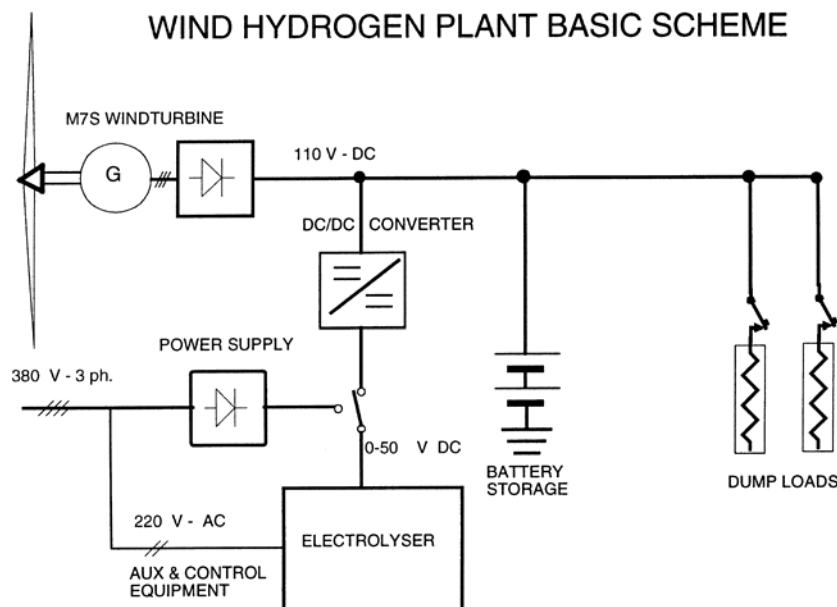 WIND HYDROGEN PLANT BASIC SCHEME
M7S WINDTURBINE
G
110 V - DC
DC/DC CONVERTER
POWER SUPPLY
380 V - 3 ph.
0-50 V DC
BATTERY
STORAGE
DUMP LOADS
220 V - AC
ELECTROLYSER
AUX & CONTROL
EQUIPMENT